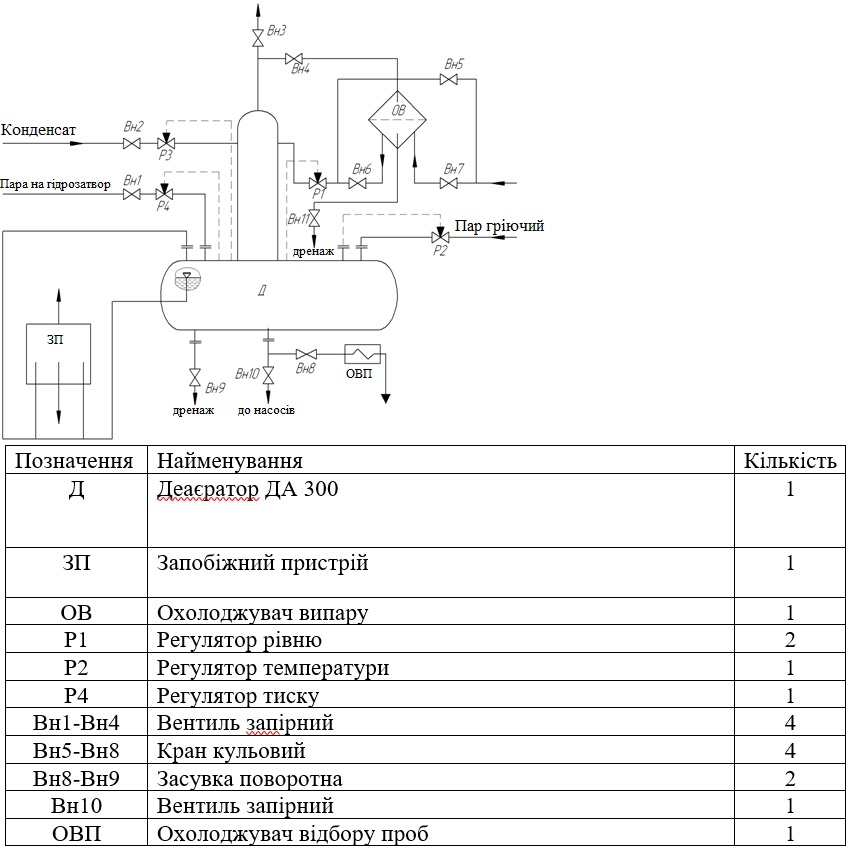 Вн3
Вн4
Вн5
ОВ
Конденсат
Вн2
Р3
Вн6
Вн7
Р1
Пара на гідрозатвор
Вн1
Р4
Вн11
дренаж
Пар гріючий
Р2
Д
ЗП
Вн9
Вн10
Вн8
ОВП
дренаж
до насосів
Позначення Найменування Кількість
Д Деаєратор ДА 300 1
ЗП Запобіжний пристрій 1
ОВ Охолоджувач випару 1
Р1 Регулятор рівню 2
Р2 Регулятор температури 1
Р4 Регулятор тиску 1
Вн1-Вн4 Вентиль запірний 4
Вн5-Вн8 Кран кульовий 4
Вн8-Вн9 Засувка поворотна 2
Вн10 Вентиль запірний 1
ОВП Охолоджувач відбору проб 1